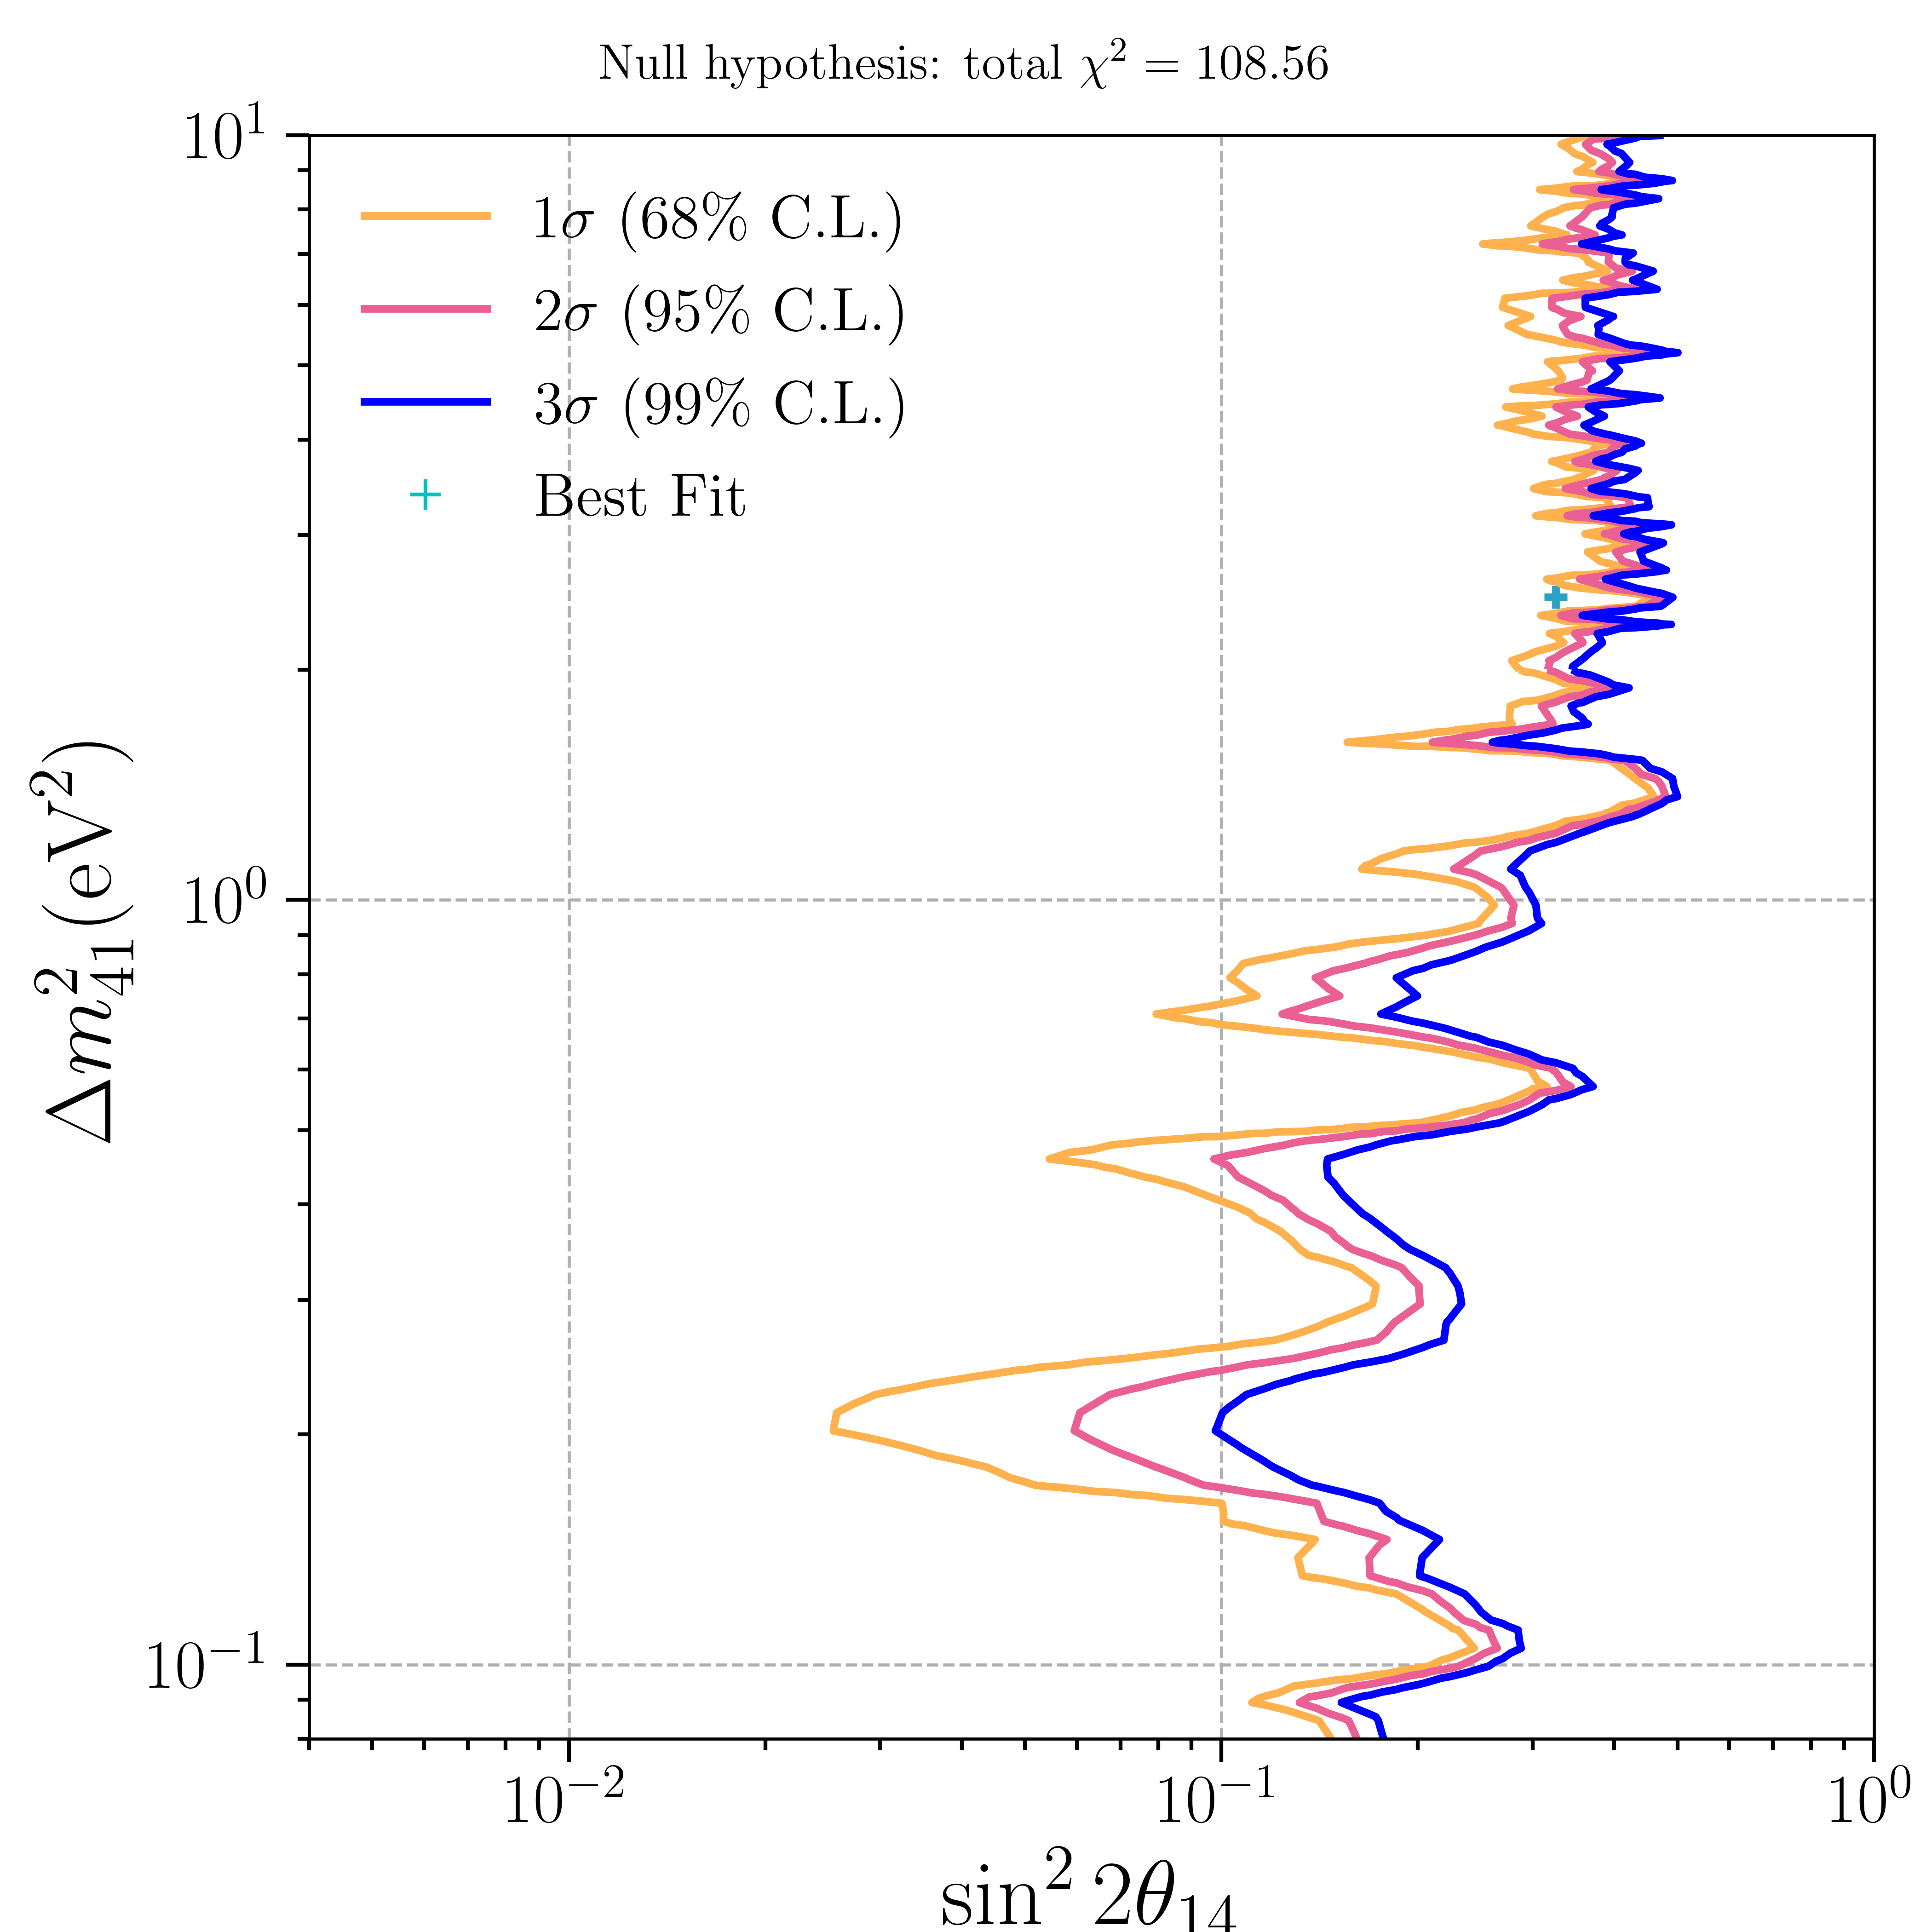 Null hypothesis: total χ² = 108.56
10¹
1σ (68% C.L.)
2σ (95% C.L.)
3σ (99% C.L.)
Best Fit
Δm²₄₁(eV²)
10⁰
10⁻¹
10⁻² 10⁻¹ 10⁰
sin² 2θ₁₄